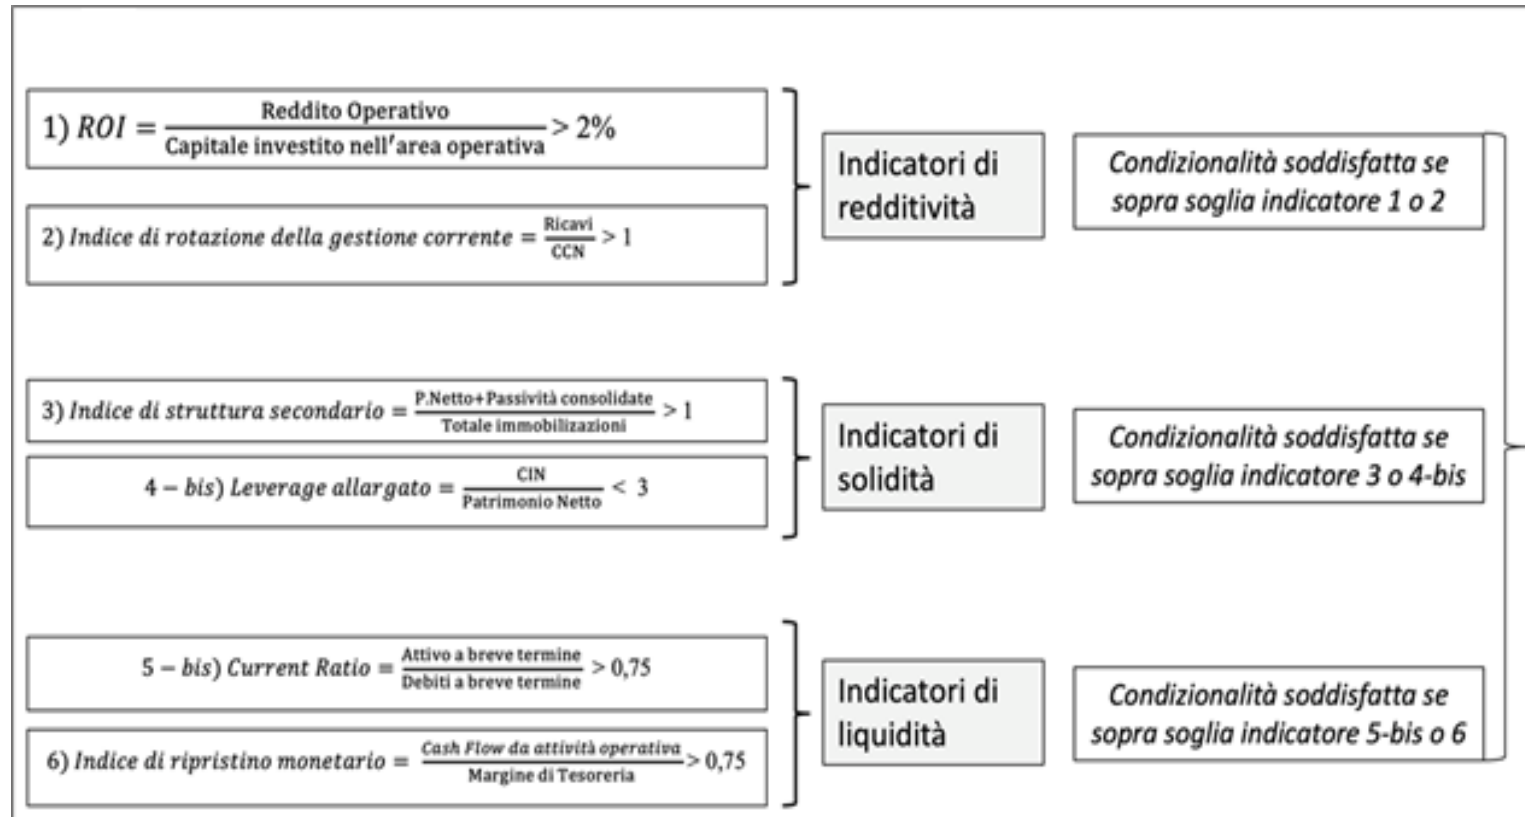 1) ROI = Reddito Operativo / Capitale investito nell'area operativa > 2%
2) Indice di rotazione della gestione corrente = Ricavi / CCN > 1
Indicatori di
redditività
Condizionalità soddisfatta se
sopra soglia indicatore 1 o 2
3) Indice di struttura secondario = P.Netto+Passività consolidate / Totale immobilizazioni > 1
4 − bis) Leverage allargato = CIN / Patrimonio Netto < 3
Indicatori di
solidità
Condizionalità soddisfatta se
sopra soglia indicatore 3 o 4-bis
5 − bis) Current Ratio = Attivo a breve termine / Debiti a breve termine > 0,75
6) Indice di ripristino monetario = Cash Flow da attività operativa / Margine di Tesoreria > 0,75
Indicatori di
liquidità
Condizionalità soddisfatta se
sopra soglia indicatore 5-bis o 6